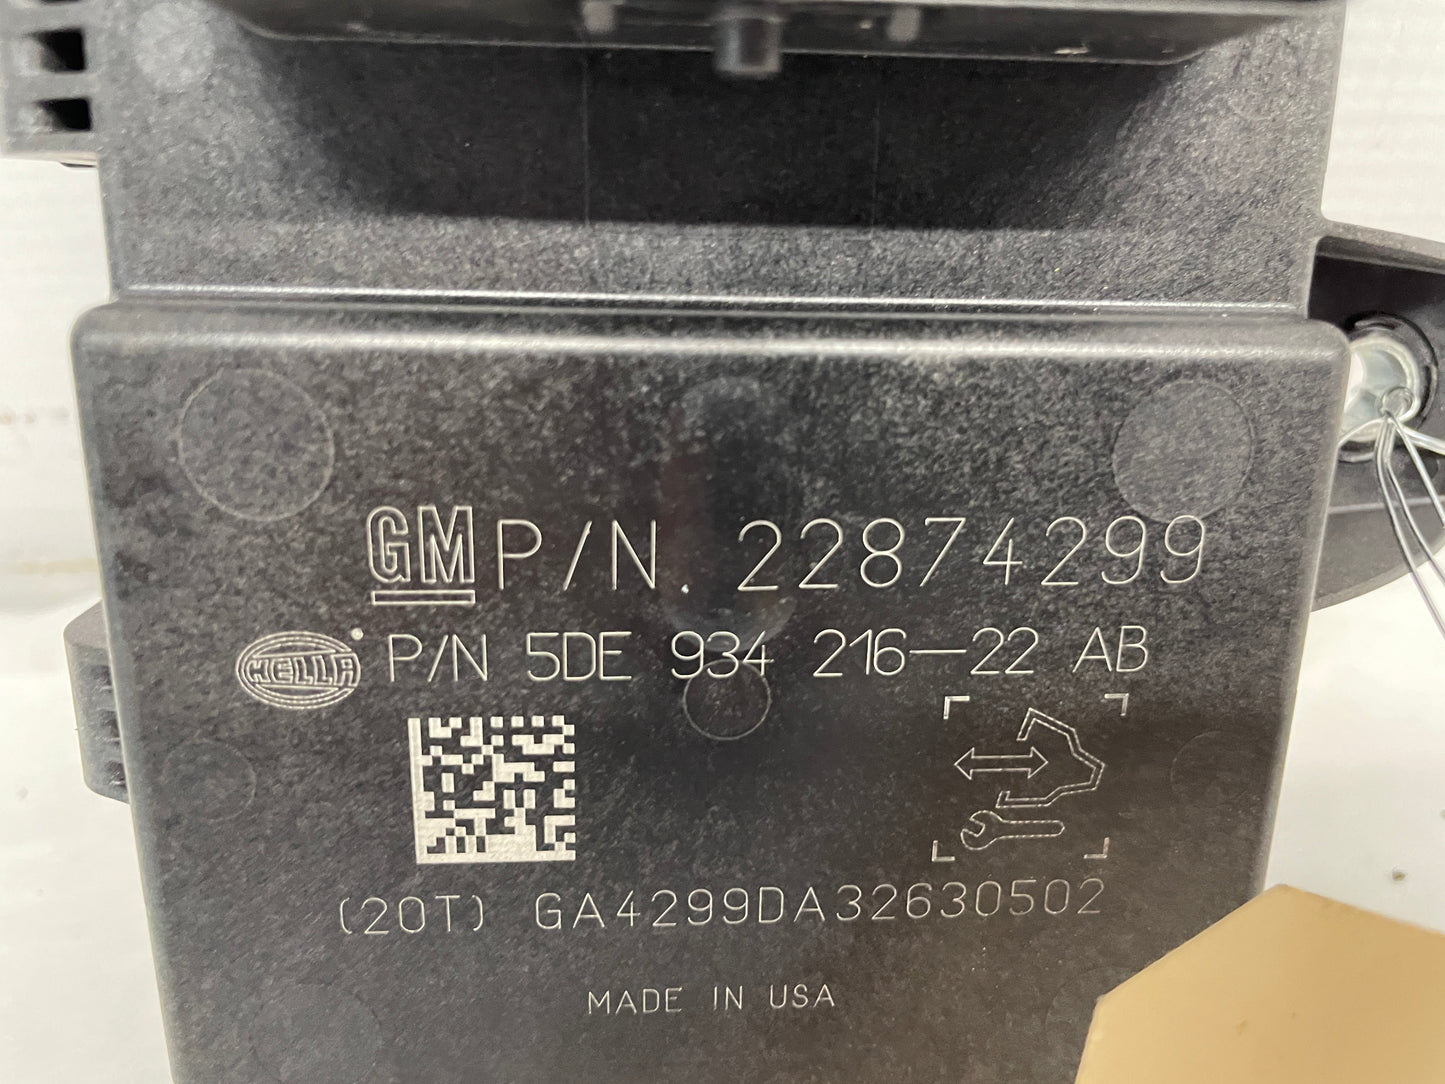 GM P/N. 22874299
HELLA P/N 5DE 934 216-22 AB
(20T) GA4299DA32630502
MADE IN USA